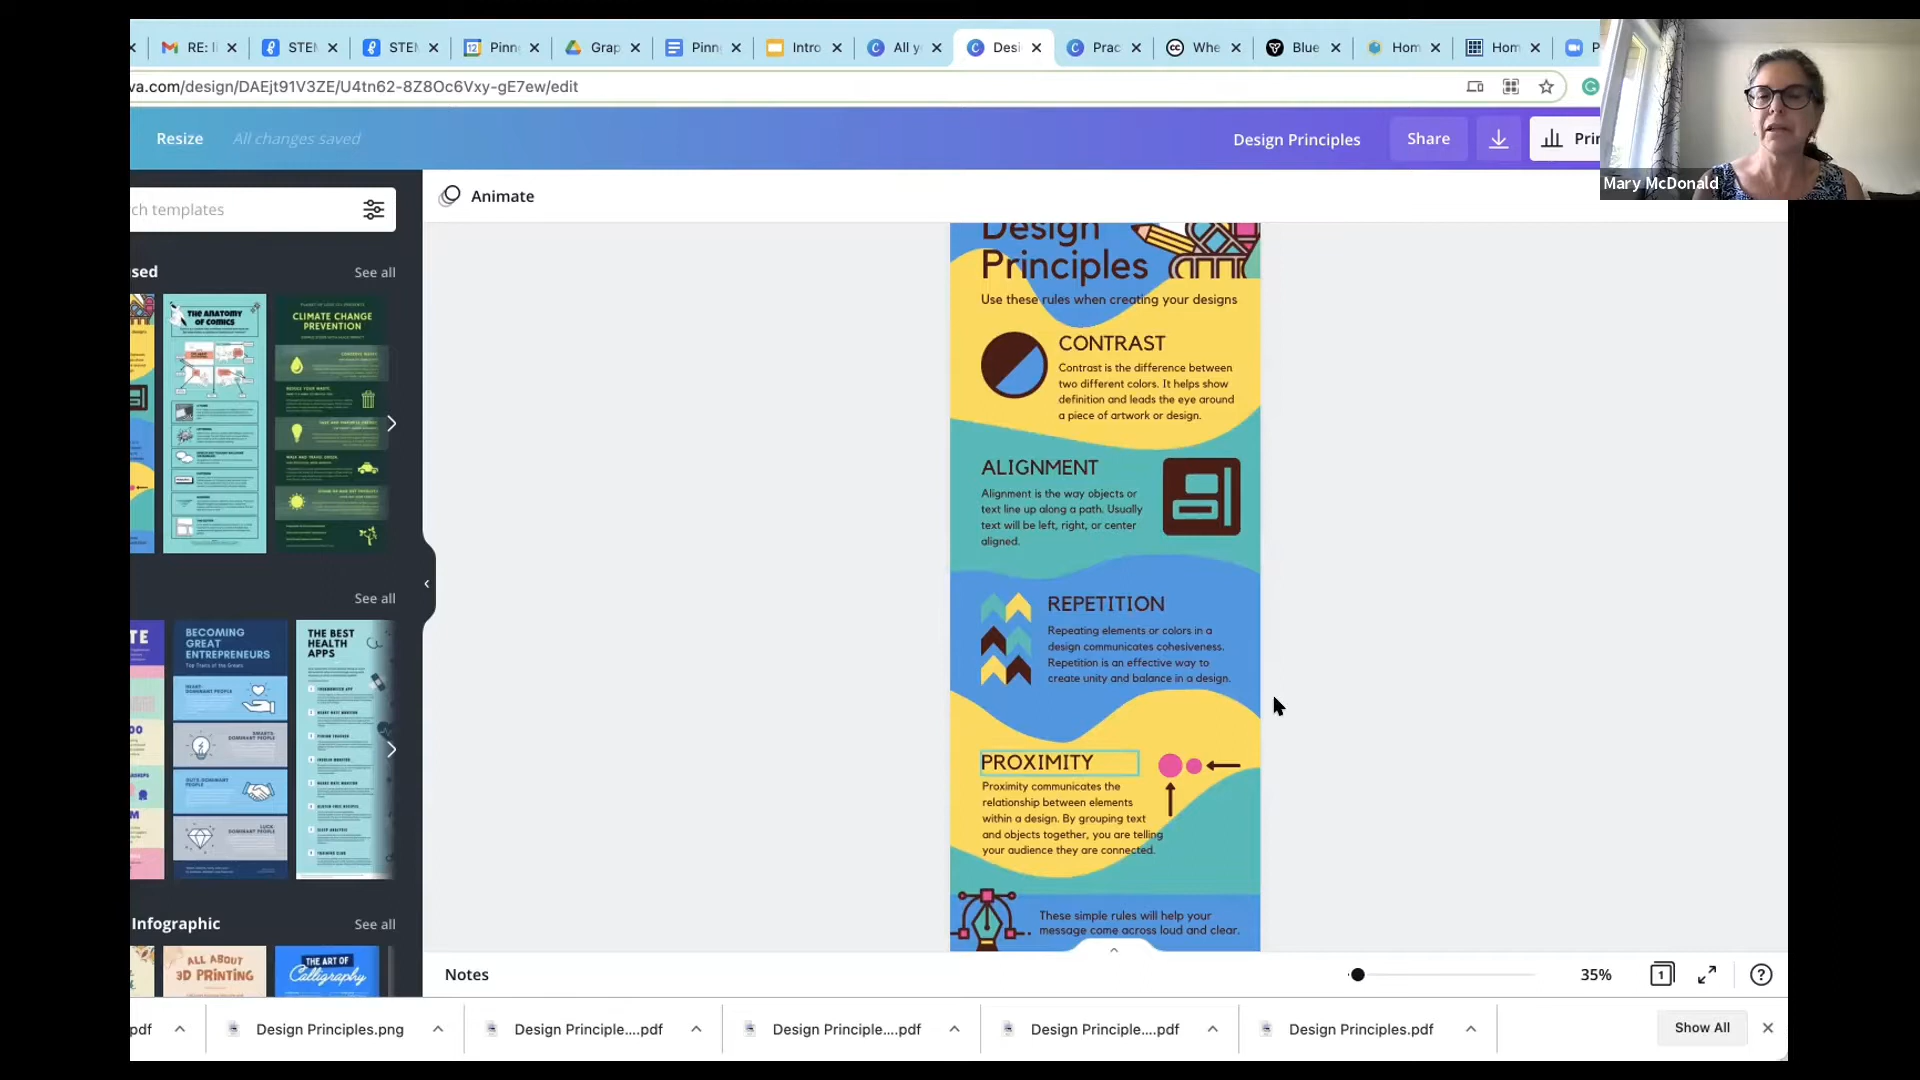 RE: li
STEM
STEM
Pinn
Grap
Pinn
Intro
All y
Desi
Prac
Whe
Blue
Hom
Hom
P
va.com/design/DAEjt91V3ZE/U4tn62-8Z8Oc6Vxy-gE7ew/edit
Resize
All changes saved
Design Principles
Share
Prin
Mary McDonald
ch templates
Animate
sed
See all
THE ANATOMY
OF COMICS
CLIMATE CHANGE
PREVENTION
See all
BECOMING
GREAT
ENTREPRENEURS
THE BEST
HEALTH
APPS
Infographic
See all
ALL ABOUT
3D PRINTING
THE ART OF
Calligraphy
Design
Principles
Use these rules when creating your designs
CONTRAST
Contrast is the difference between
two different colors. It helps show
definition and leads the eye around
a piece of artwork or design.
ALIGNMENT
Alignment is the way objects or
text line up along a path. Usually
text will be left, right, or center
aligned.
REPETITION
Repeating elements or colors in a
design communicates cohesiveness.
Repetition is an effective way to
create unity and balance in a design.
PROXIMITY
Proximity communicates the
relationship between elements
within a design. By grouping text
and objects together, you are telling
your audience they are connected.
These simple rules will help your
message come across loud and clear.
Notes
35%
1
pdf
Design Principles.png
Design Principle....pdf
Design Principle....pdf
Design Principle....pdf
Design Principles.pdf
Show All